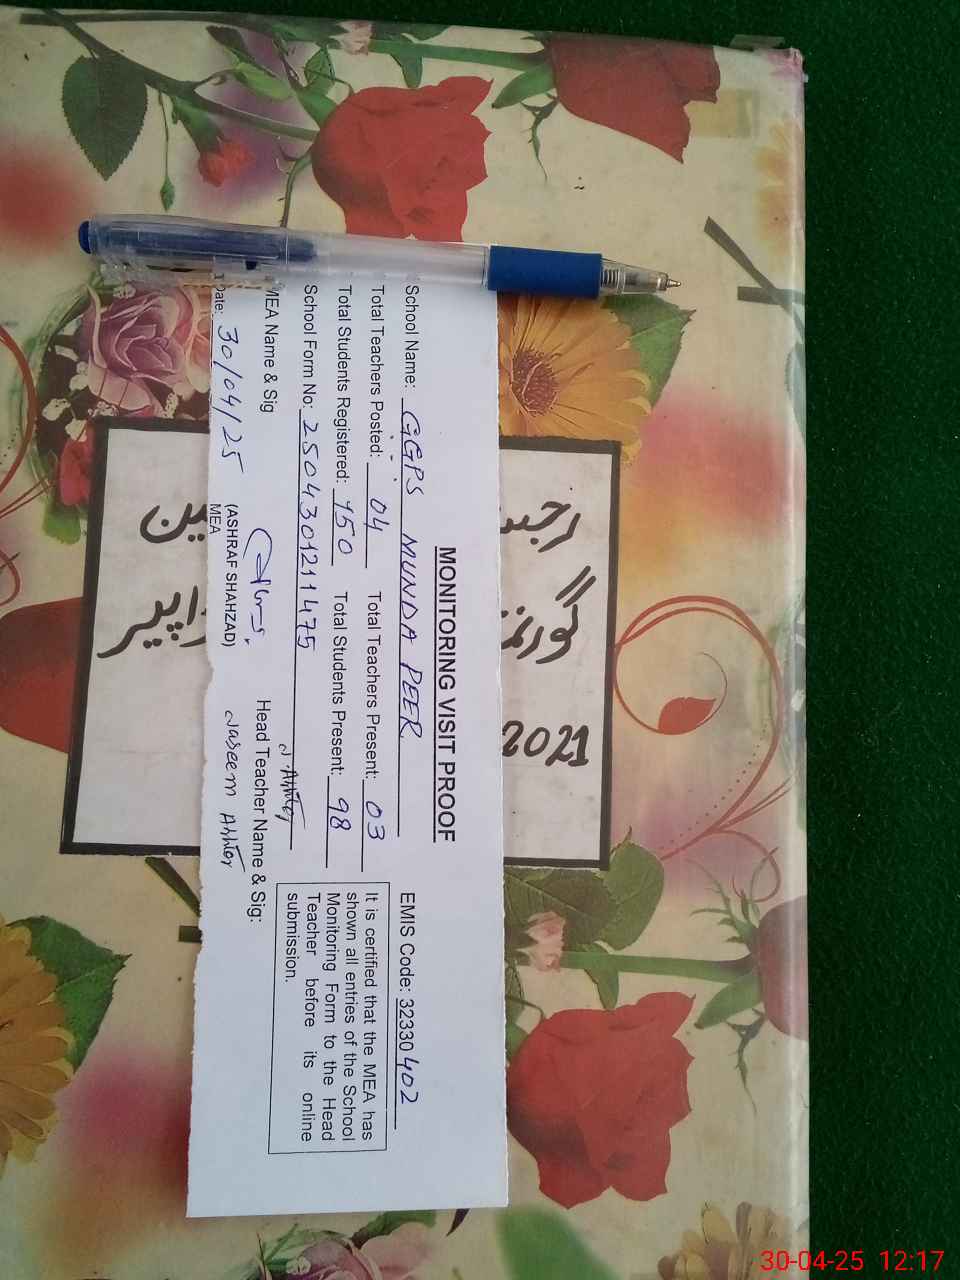 MONITORING VISIT PROOF
School Name: GGPS MUNDA PEER EMIS Code: 32330402
Total Teachers Posted: 04 Total Teachers Present: 03
Total Students Registered: 150 Total Students Present: 98
School Form No: 2504301211475
N. Akhter
MEA Name & Sig
Head Teacher Name & Sig:
(ASHRAF SHAHZAD)
MEA
Naseem Akhter
Date: 30/04/25
It is certified that the MEA has
shown all entries of the School
Monitoring Form to the Head
Teacher before its online
submission.
2021
30-04-25 12:17